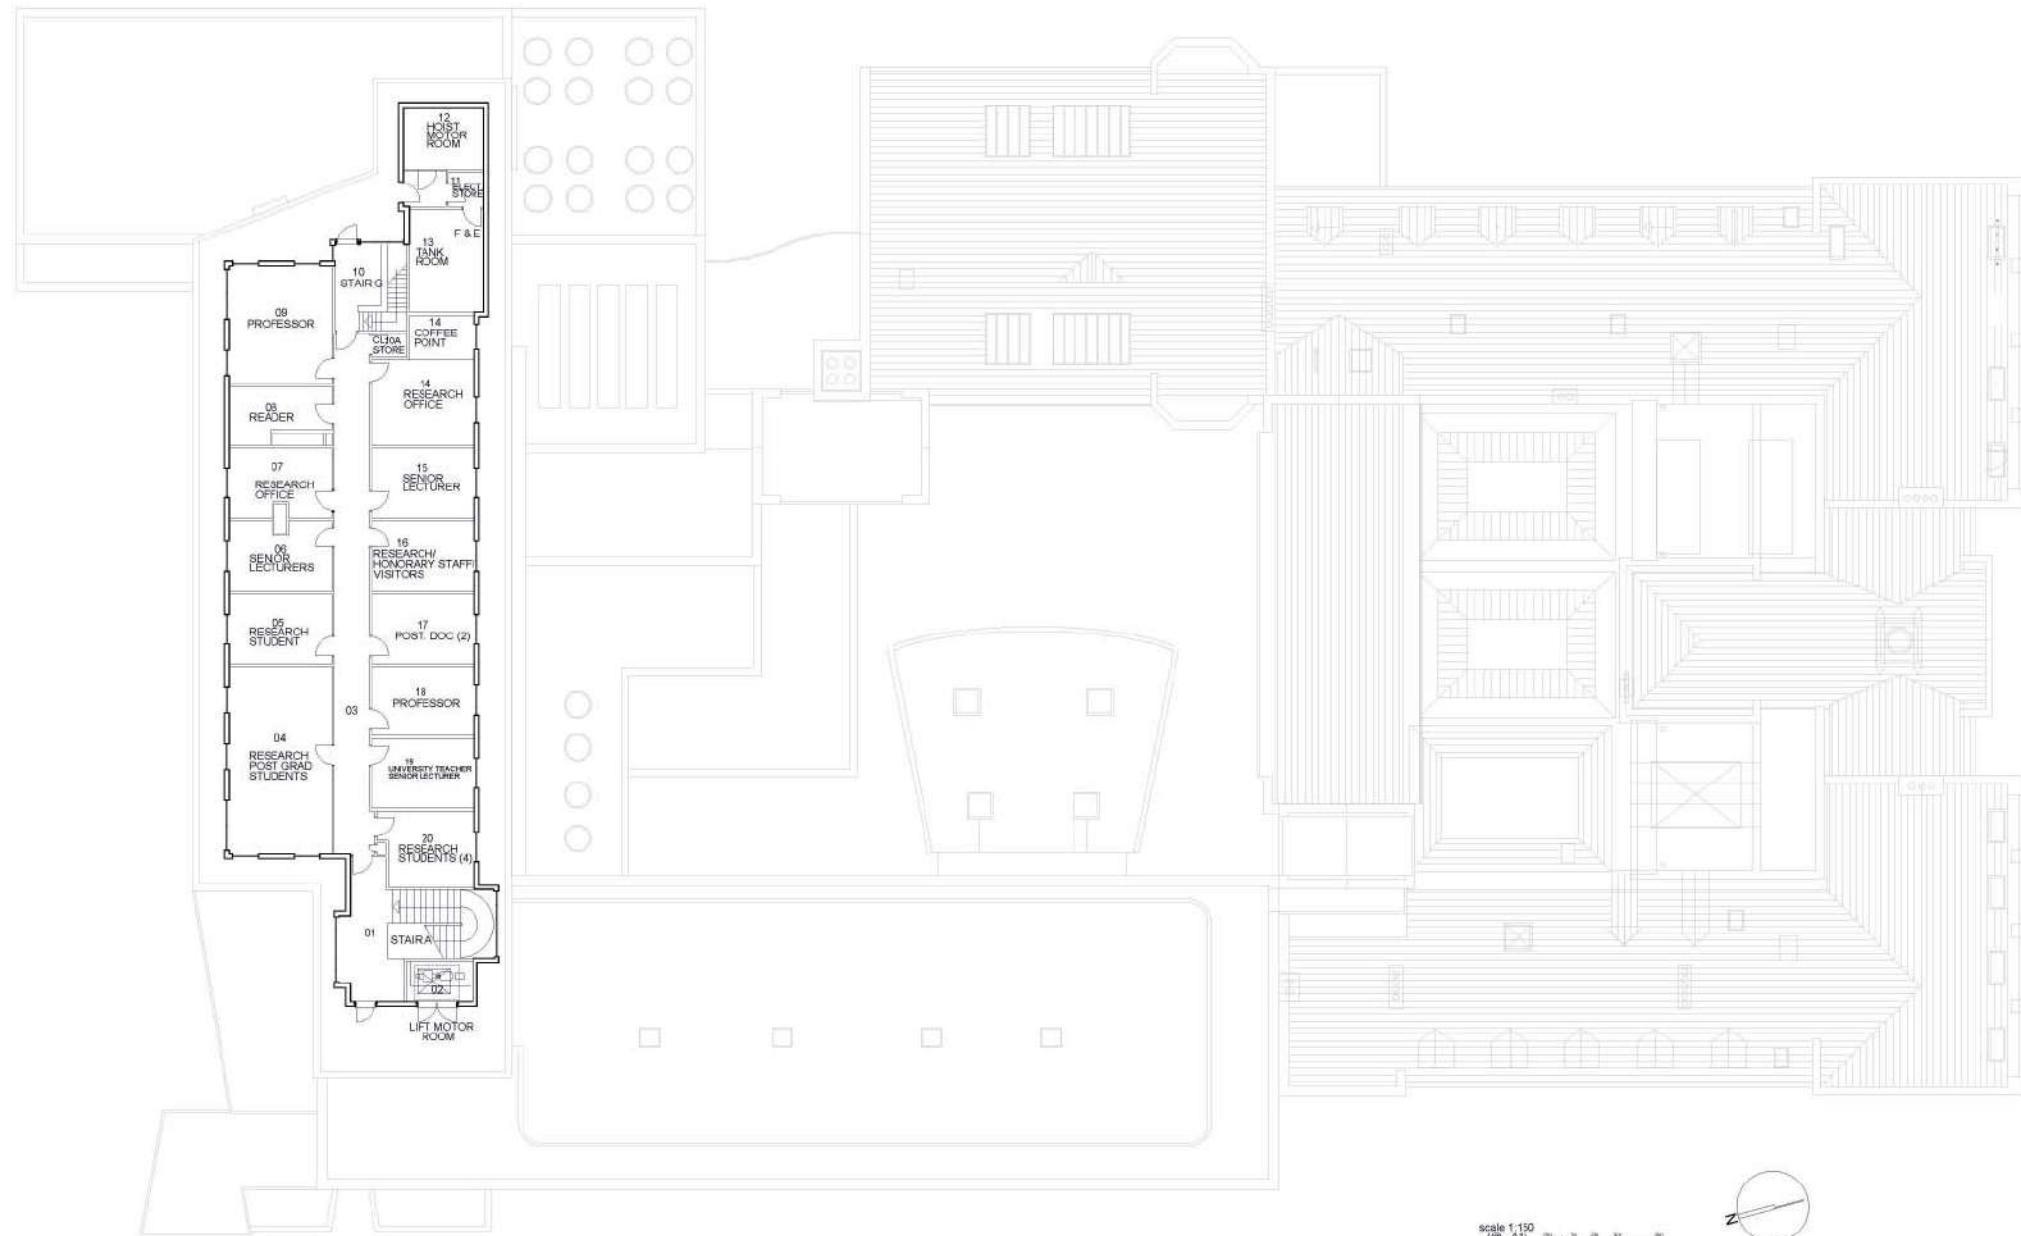 12
HOIST
MOTOR
ROOM
11
ELECT.
STORE
F & E
13
TANK
ROOM
10
STAIR G
09
PROFESSOR
14
COFFEE
POINT
CL10A
STORE
14
RESEARCH
OFFICE
08
READER
07
RESEARCH
OFFICE
15
SENIOR
LECTURER
06
SENIOR
LECTURERS
16
RESEARCH/
HONORARY STAFF/
VISITORS
05
RESEARCH
STUDENT
17
POST. DOC (2)
18
PROFESSOR
03
04
RESEARCH
POST GRAD
STUDENTS
19
UNIVERSITY TEACHER
SENIOR LECTURER
20
RESEARCH
STUDENTS (4)
01
STAIR A
02
LIFT MOTOR
ROOM
N
scale 1:150